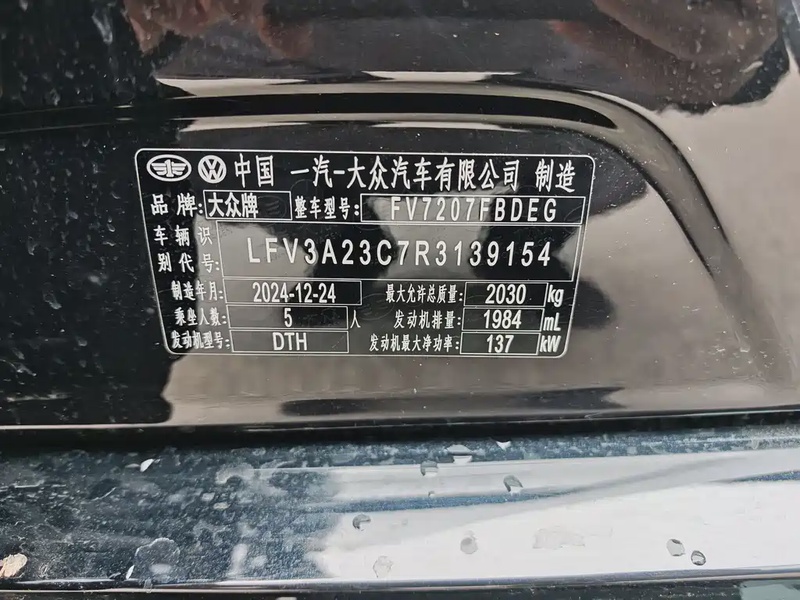 中国 一汽-大众汽车有限公司 制造
品牌: 大众牌 整车型号: FV7207FBDEG
车辆识别代号: LFV3A23C7R3139154
制造年月: 2024-12-24 最大允许总质量: 2030 kg
乘坐人数: 5 人 发动机排量: 1984 mL
发动机型号: DTH 发动机最大净功率: 137 kW